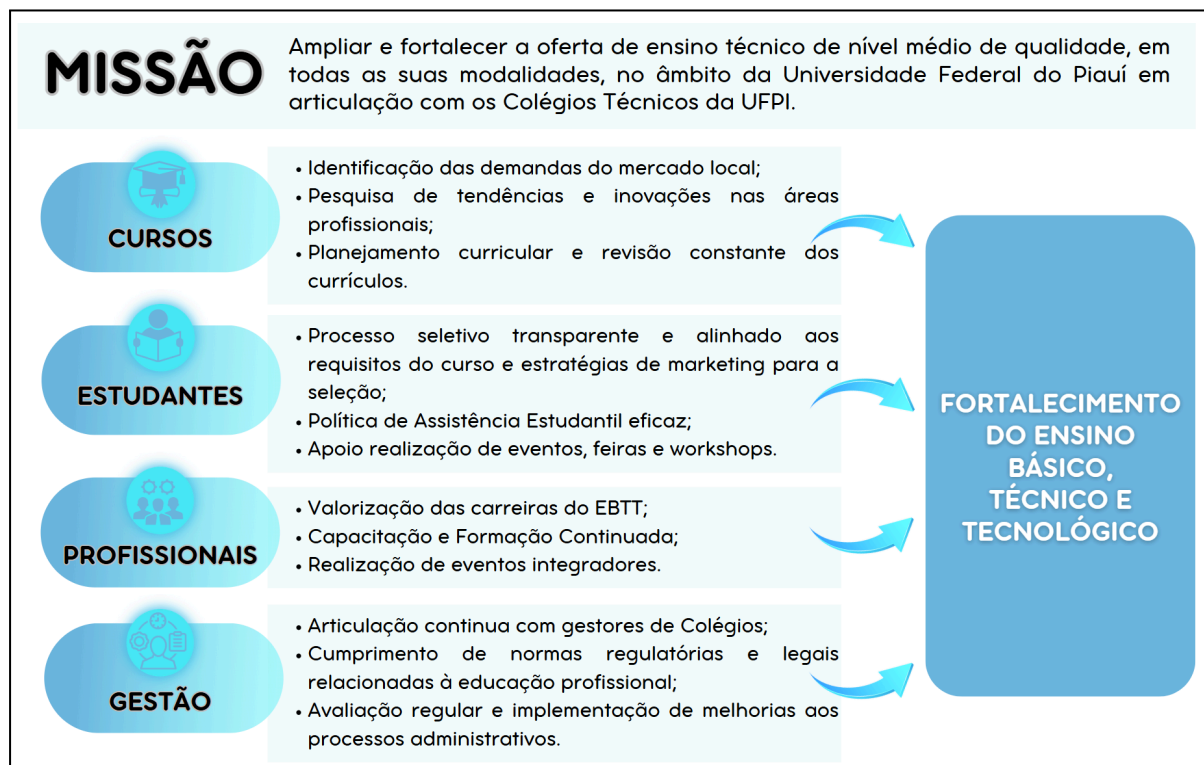 MISSÃO
Ampliar e fortalecer a oferta de ensino técnico de nível médio de qualidade, em
todas as suas modalidades, no âmbito da Universidade Federal do Piauí em
articulação com os Colégios Técnicos da UFPI.
CURSOS
• Identificação das demandas do mercado local;
• Pesquisa de tendências e inovações nas áreas
profissionais;
• Planejamento curricular e revisão constante dos
currículos.
ESTUDANTES
• Processo seletivo transparente e alinhado aos
requisitos do curso e estratégias de marketing para a
seleção;
• Política de Assistência Estudantil eficaz;
• Apoio realização de eventos, feiras e workshops.
PROFISSIONAIS
• Valorização das carreiras do EBTT;
• Capacitação e Formação Continuada;
• Realização de eventos integradores.
GESTÃO
• Articulação continua com gestores de Colégios;
• Cumprimento de normas regulatórias e legais
relacionadas à educação profissional;
• Avaliação regular e implementação de melhorias aos
processos administrativos.
FORTALECIMENTO
DO ENSINO
BÁSICO,
TÉCNICO E
TECNOLÓGICO